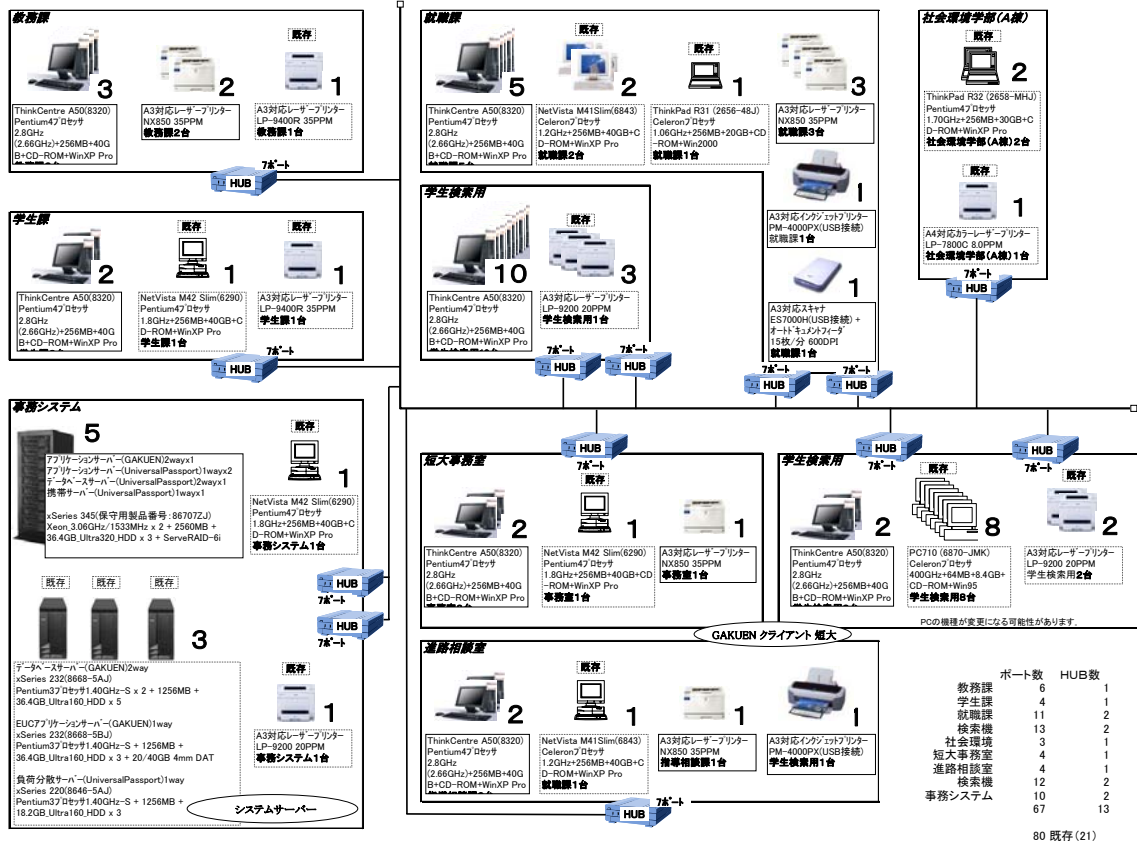 教務課
3
ThinkCentre A50(8320)
Pentium4プロセッサ
2.8GHz
(2.66GHz)+256MB+40G
B+CD-ROM+WinXP Pro
2
A3対応レーザープリンター
NX850 35PPM
教務課2台
既存
1
A3対応レーザープリンター
LP-9400R 35PPM
教務課1台
7ポート
HUB
学生課
2
ThinkCentre A50(8320)
Pentium4プロセッサ
2.8GHz
(2.66GHz)+256MB+40G
B+CD-ROM+WinXP Pro
既存
1
NetVista M42 Slim(6290)
Pentium4プロセッサ
1.8GHz+256MB+40GB+C
D-ROM+WinXP Pro
学生課1台
既存
1
A3対応レーザープリンター
LP-9400R 35PPM
学生課1台
7ポート
HUB
就職課
5
ThinkCentre A50(8320)
Pentium4プロセッサ
2.8GHz
(2.66GHz)+256MB+40G
B+CD-ROM+WinXP Pro
既存
2
NetVista M41Slim(6843)
Celeronプロセッサ
1.2GHz+256MB+40GB+C
D-ROM+WinXP Pro
就職課2台
既存
1
ThinkPad R31 (2656-48J)
Celeronプロセッサ
1.06GHz+256MB+20GB+CD
-ROM+Win2000
就職課1台
3
A3対応レーザープリンター
NX850 35PPM
就職課3台
1
A3対応インクジェットプリンター
PM-4000PX(USB接続)
就職課1台
1
A3対応スキャナ
ES7000H(USB接続) +
オートドキュメントフィーダ
15枚/分 600DPI
就職課1台
7ポート
HUB
7ポート
HUB
学生検索用
10
ThinkCentre A50(8320)
Pentium4プロセッサ
2.8GHz
(2.66GHz)+256MB+40G
B+CD-ROM+WinXP Pro
既存
3
A3対応レーザープリンター
LP-9200 20PPM
学生検索用1台
7ポート
HUB
7ポート
HUB
社会環境学部(A棟)
既存
2
ThinkPad R32 (2658-MHJ)
Pentium4プロセッサ
1.70GHz+256MB+30GB+C
D-ROM+WinXP Pro
社会環境学部(A棟)2台
既存
1
A4対応カラーレーザープリンター
LP-7800C 8.0PPM
社会環境学部(A棟)1台
7ポート
HUB
事務システム
5
アプリケーションサーバー(GAKUEN)2wayx1
アプリケーションサーバー(UniversalPassport)1wayx2
データベースサーバー(UniversalPassport)2wayx1
携帯サーバー(UniversalPassport)1wayx1
xSeries 345(保守用製品番号:86707ZJ)
Xeon_3.06GHz/1533MHz x 2 + 2560MB +
36.4GB_Ultra320_HDD x 3 + ServeRAID-6i
既存
1
NetVista M42 Slim(6290)
Pentium4プロセッサ
1.8GHz+256MB+40GB+C
D-ROM+WinXP Pro
事務システム1台
HUB
7ポート
HUB
7ポート
既存
既存
既存
3
データベースサーバー(GAKUEN)2way
xSeries 232(8668-5AJ)
Pentium3プロセッサ1.40GHz-S x 2 + 1256MB +
36.4GB_Ultra160_HDD x 5
EUCアプリケーションサーバー(GAKUEN)1way
xSeries 232(8668-5BJ)
Pentium3プロセッサ1.40GHz-S + 1256MB +
36.4GB_Ultra160_HDD x 3 + 20/40GB 4mm DAT
負荷分散サーバー(UniversalPassport)1way
xSeries 220(8646-5AJ)
Pentium3プロセッサ1.40GHz-S + 1256MB +
18.2GB_Ultra160_HDD x 3
既存
1
A3対応レーザープリンター
LP-9200 20PPM
事務システム1台
システムサーバー
短大事務室
HUB
7ポート
2
ThinkCentre A50(8320)
Pentium4プロセッサ
2.8GHz
(2.66GHz)+256MB+40G
B+CD-ROM+WinXP Pro
既存
1
NetVista M42 Slim(6290)
Pentium4プロセッサ
1.8GHz+256MB+40GB+CD
-ROM+WinXP Pro
事務室1台
1
A3対応レーザープリンター
NX850 35PPM
事務室1台
学生検索用
HUB
7ポート
HUB
7ポート
2
ThinkCentre A50(8320)
Pentium4プロセッサ
2.8GHz
(2.66GHz)+256MB+40G
B+CD-ROM+WinXP Pro
既存
8
PC710 (6870-JMK)
Celeronプロセッサ
400GHz+64MB+8.4GB+
CD-ROM+Win95
学生検索用8台
既存
2
A3対応レーザープリンター
LP-9200 20PPM
学生検索用2台
PCの機種が変更になる可能性があります.
GAKUEN クライアント 短大
進路相談室
2
ThinkCentre A50(8320)
Pentium4プロセッサ
2.8GHz
(2.66GHz)+256MB+40G
B+CD-ROM+WinXP Pro
既存
1
NetVista M41Slim(6843)
Celeronプロセッサ
1.2GHz+256MB+40GB+C
D-ROM+WinXP Pro
就職課1台
1
A3対応レーザープリンター
NX850 35PPM
指導相談課1台
1
A3対応インクジェットプリンター
PM-4000PX(USB接続)
学生検索用1台
7ポート
HUB
ポート数 HUB数
教務課 6 1
学生課 4 1
就職課 11 2
検索機 13 2
社会環境 3 1
短大事務室 4 1
進路相談室 4 1
検索機 12 2
事務システム 10 2
67 13
80 既存(21)